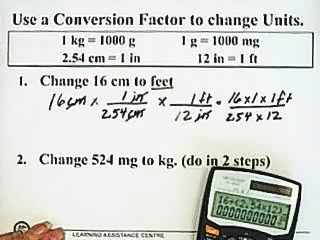 Use a Conversion Factor to change Units.
1 kg = 1000 g 1 g = 1000 mg
2.54 cm = 1 in 12 in = 1 ft
1. Change 16 cm to feet
16 cm × 1 in / 2.54 cm × 1 ft / 12 in = 16 × 1 × 1 ft / 2.54 × 12
2. Change 524 mg to kg. (do in 2 steps)
16÷(2.54×12)
LEARNING ASSISTANCE CENTRE